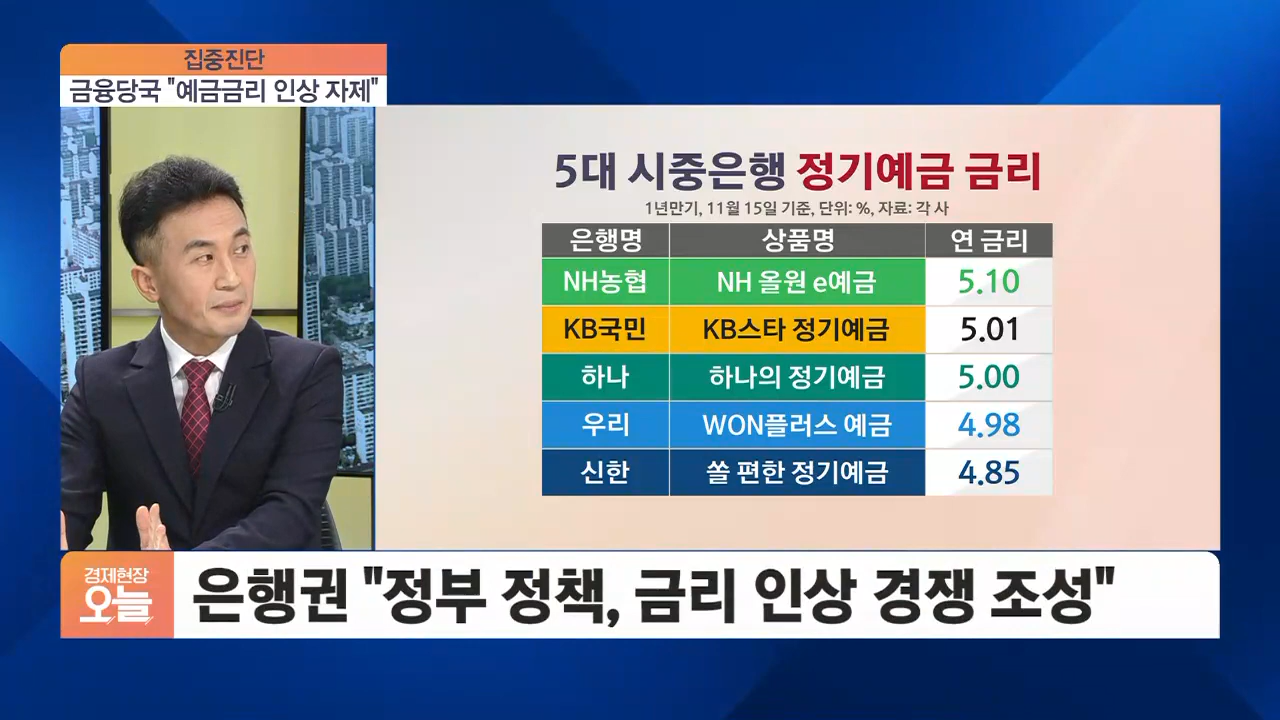 집중진단
금융당국 "예금금리 인상 자제"
5대 시중은행 정기예금 금리
1년만기, 11월 15일 기준, 단위: %, 자료: 각 사
은행명 상품명 연 금리
NH농협 NH 올원 e예금 5.10
KB국민 KB스타 정기예금 5.01
하나 하나의 정기예금 5.00
우리 WON플러스 예금 4.98
신한 쏠 편한 정기예금 4.85
경제현장
오늘
은행권 "정부 정책, 금리 인상 경쟁 조성"